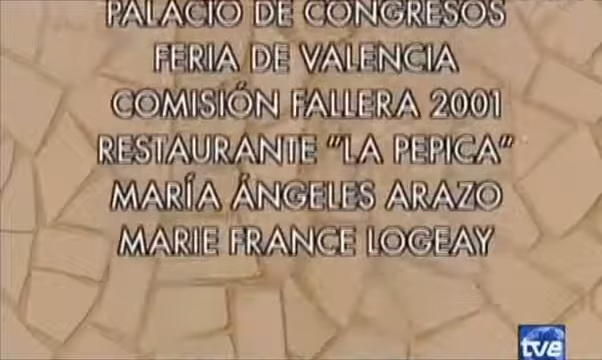 PALACIO DE CONGRESOS
FERIA DE VALENCIA
COMISIÓN FALLERA 2001
RESTAURANTE "LA PEPICA"
MARÍA ÁNGELES ARAZO
MARIE FRANCE LOGEAY
tve